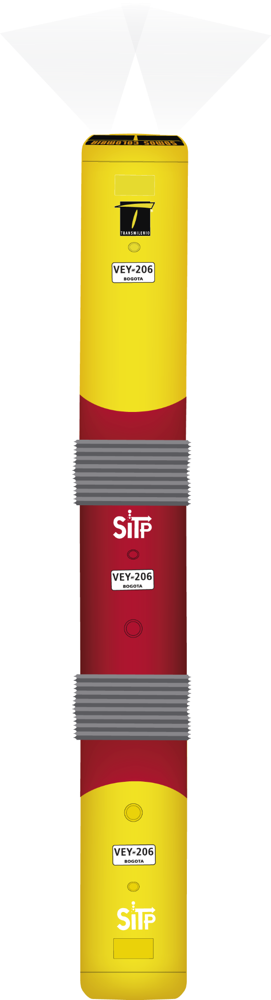 SOMOS COLOMBIA
TRANSMILENIO
VEY-206
BOGOTA
SiTP
VEY-206
BOGOTA
VEY-206
BOGOTA
SiTP